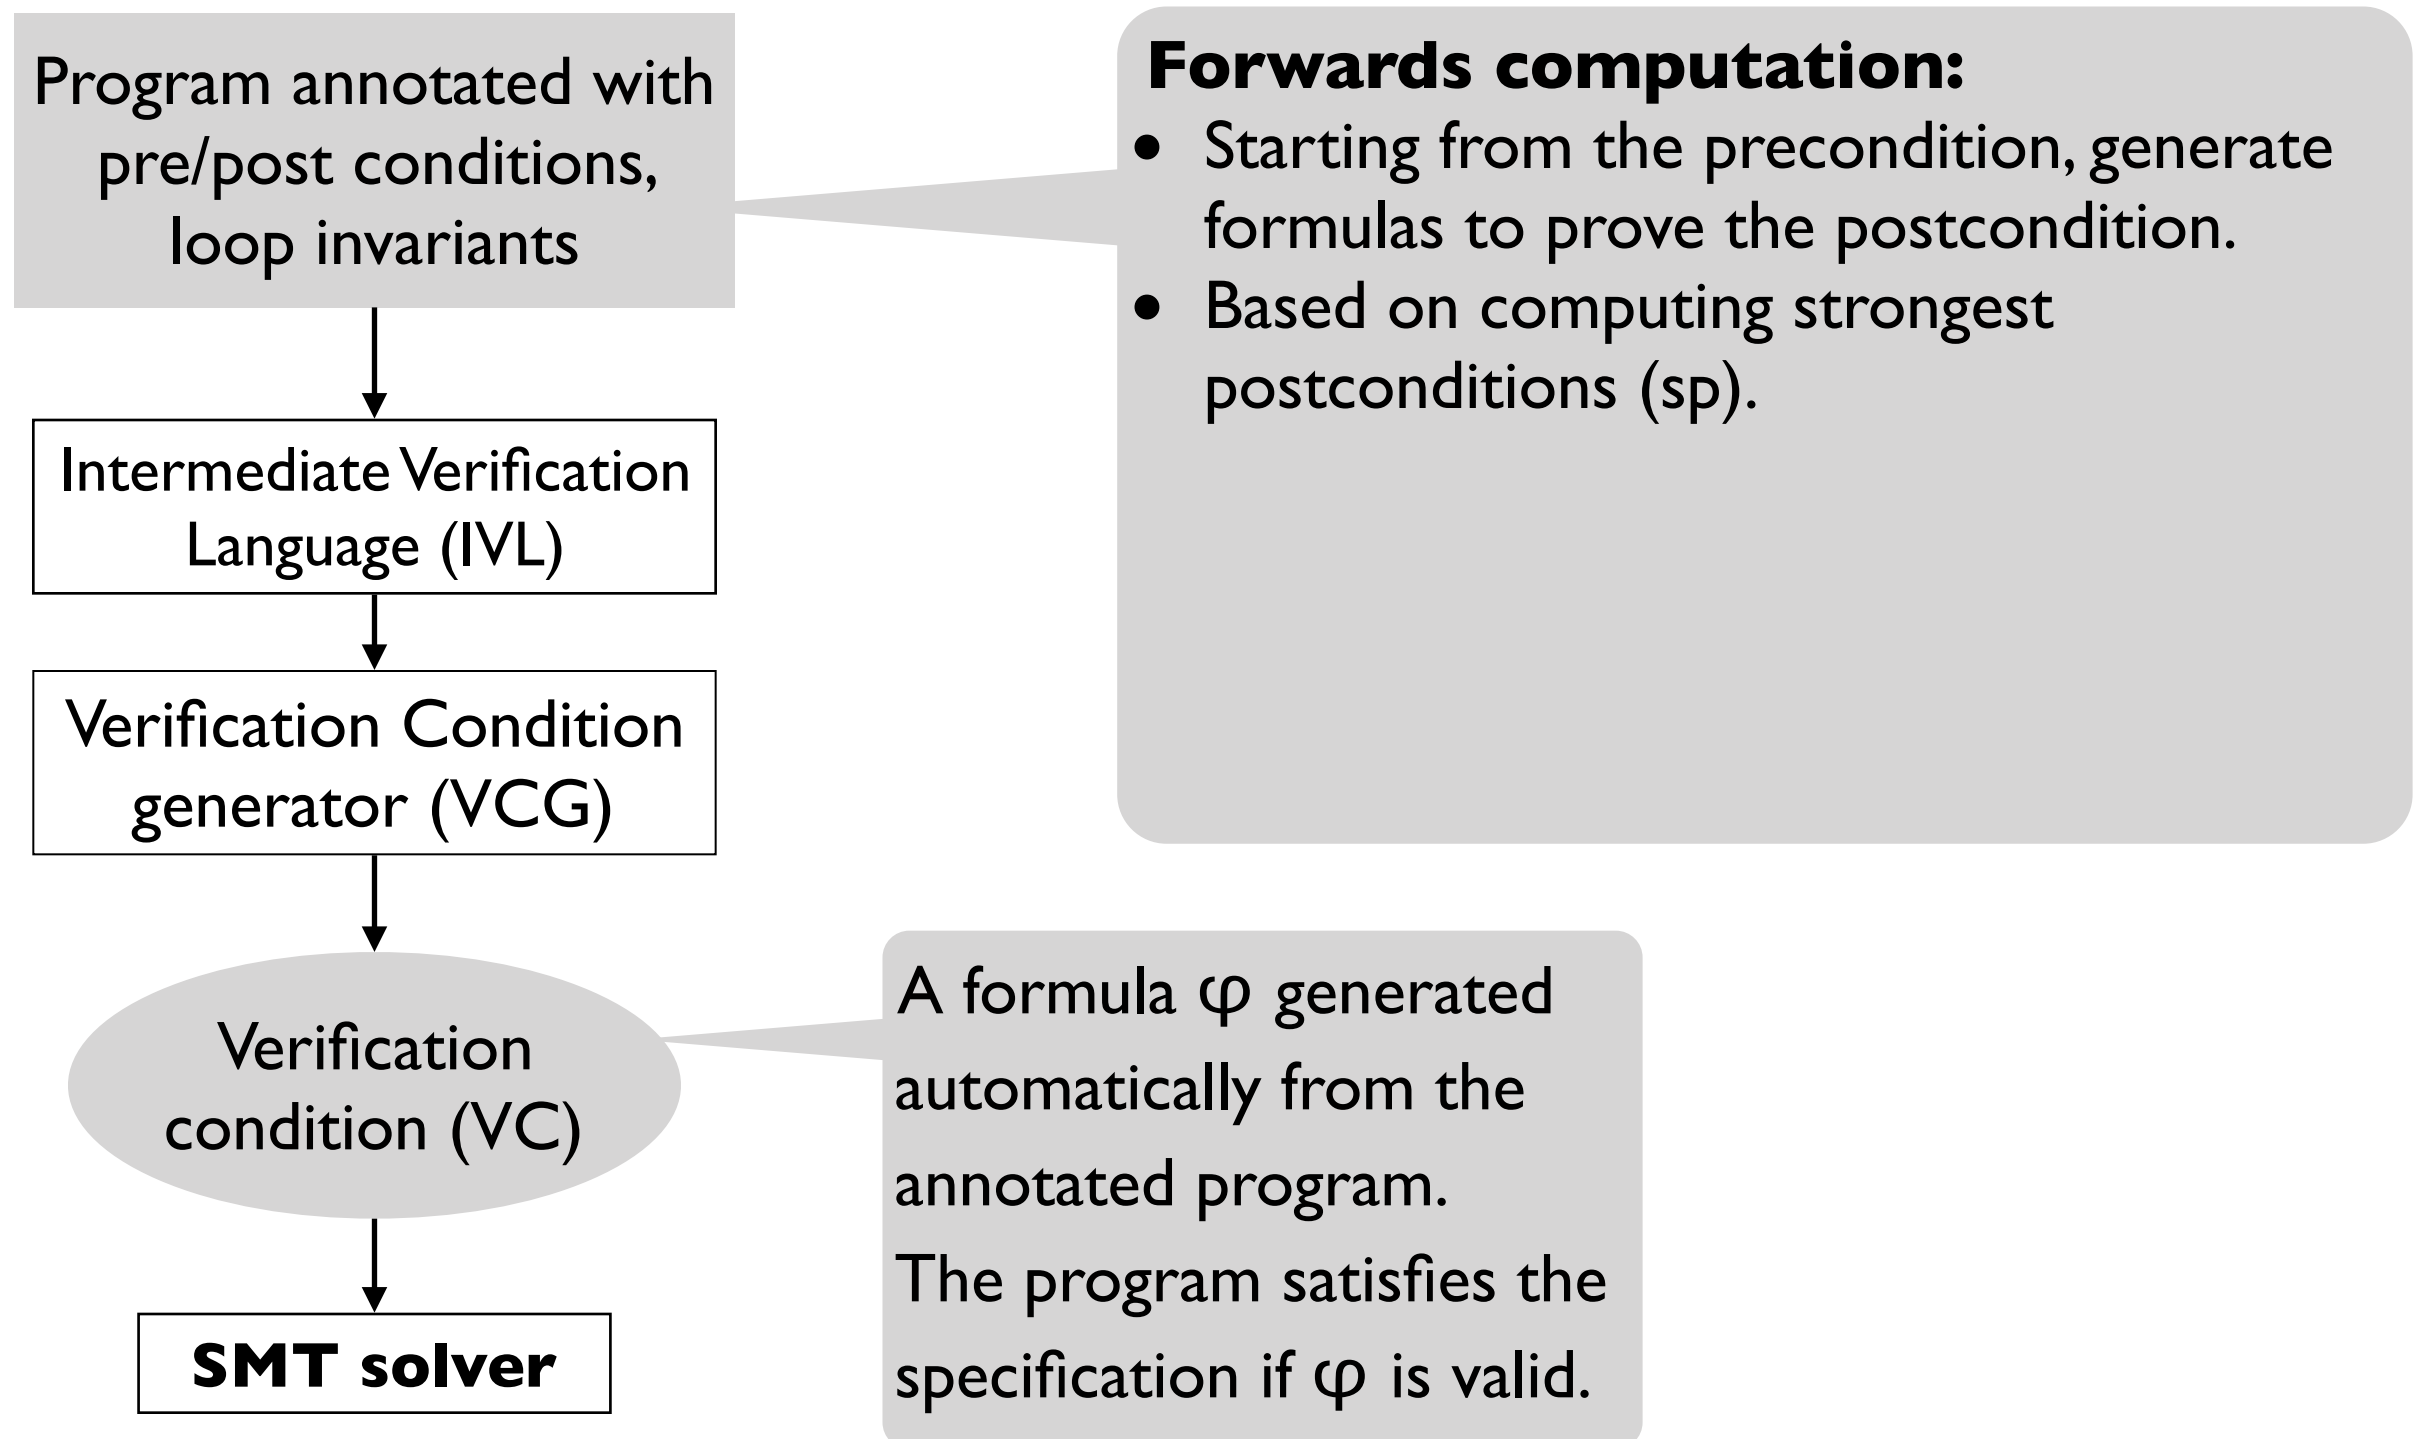 Program annotated with
pre/post conditions,
loop invariants
Forwards computation:
• Starting from the precondition, generate
formulas to prove the postcondition.
• Based on computing strongest
postconditions (sp).
Intermediate Verification
Language (IVL)
Verification Condition
generator (VCG)
Verification
condition (VC)
A formula φ generated
automatically from the
annotated program.
The program satisfies the
specification if φ is valid.
SMT solver